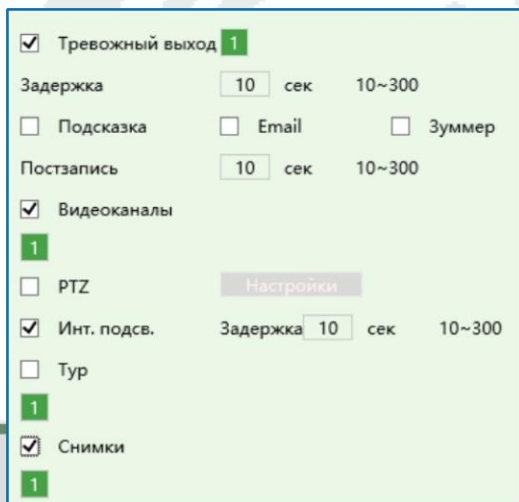 Тревожный выход 1
Задержка 10 сек 10~300
Подсказка Email Зуммер
Постзапись 10 сек 10~300
Видеоканалы
1
PTZ Настройки
Инт. подсв. Задержка 10 сек 10~300
Тур
1
Снимки
1